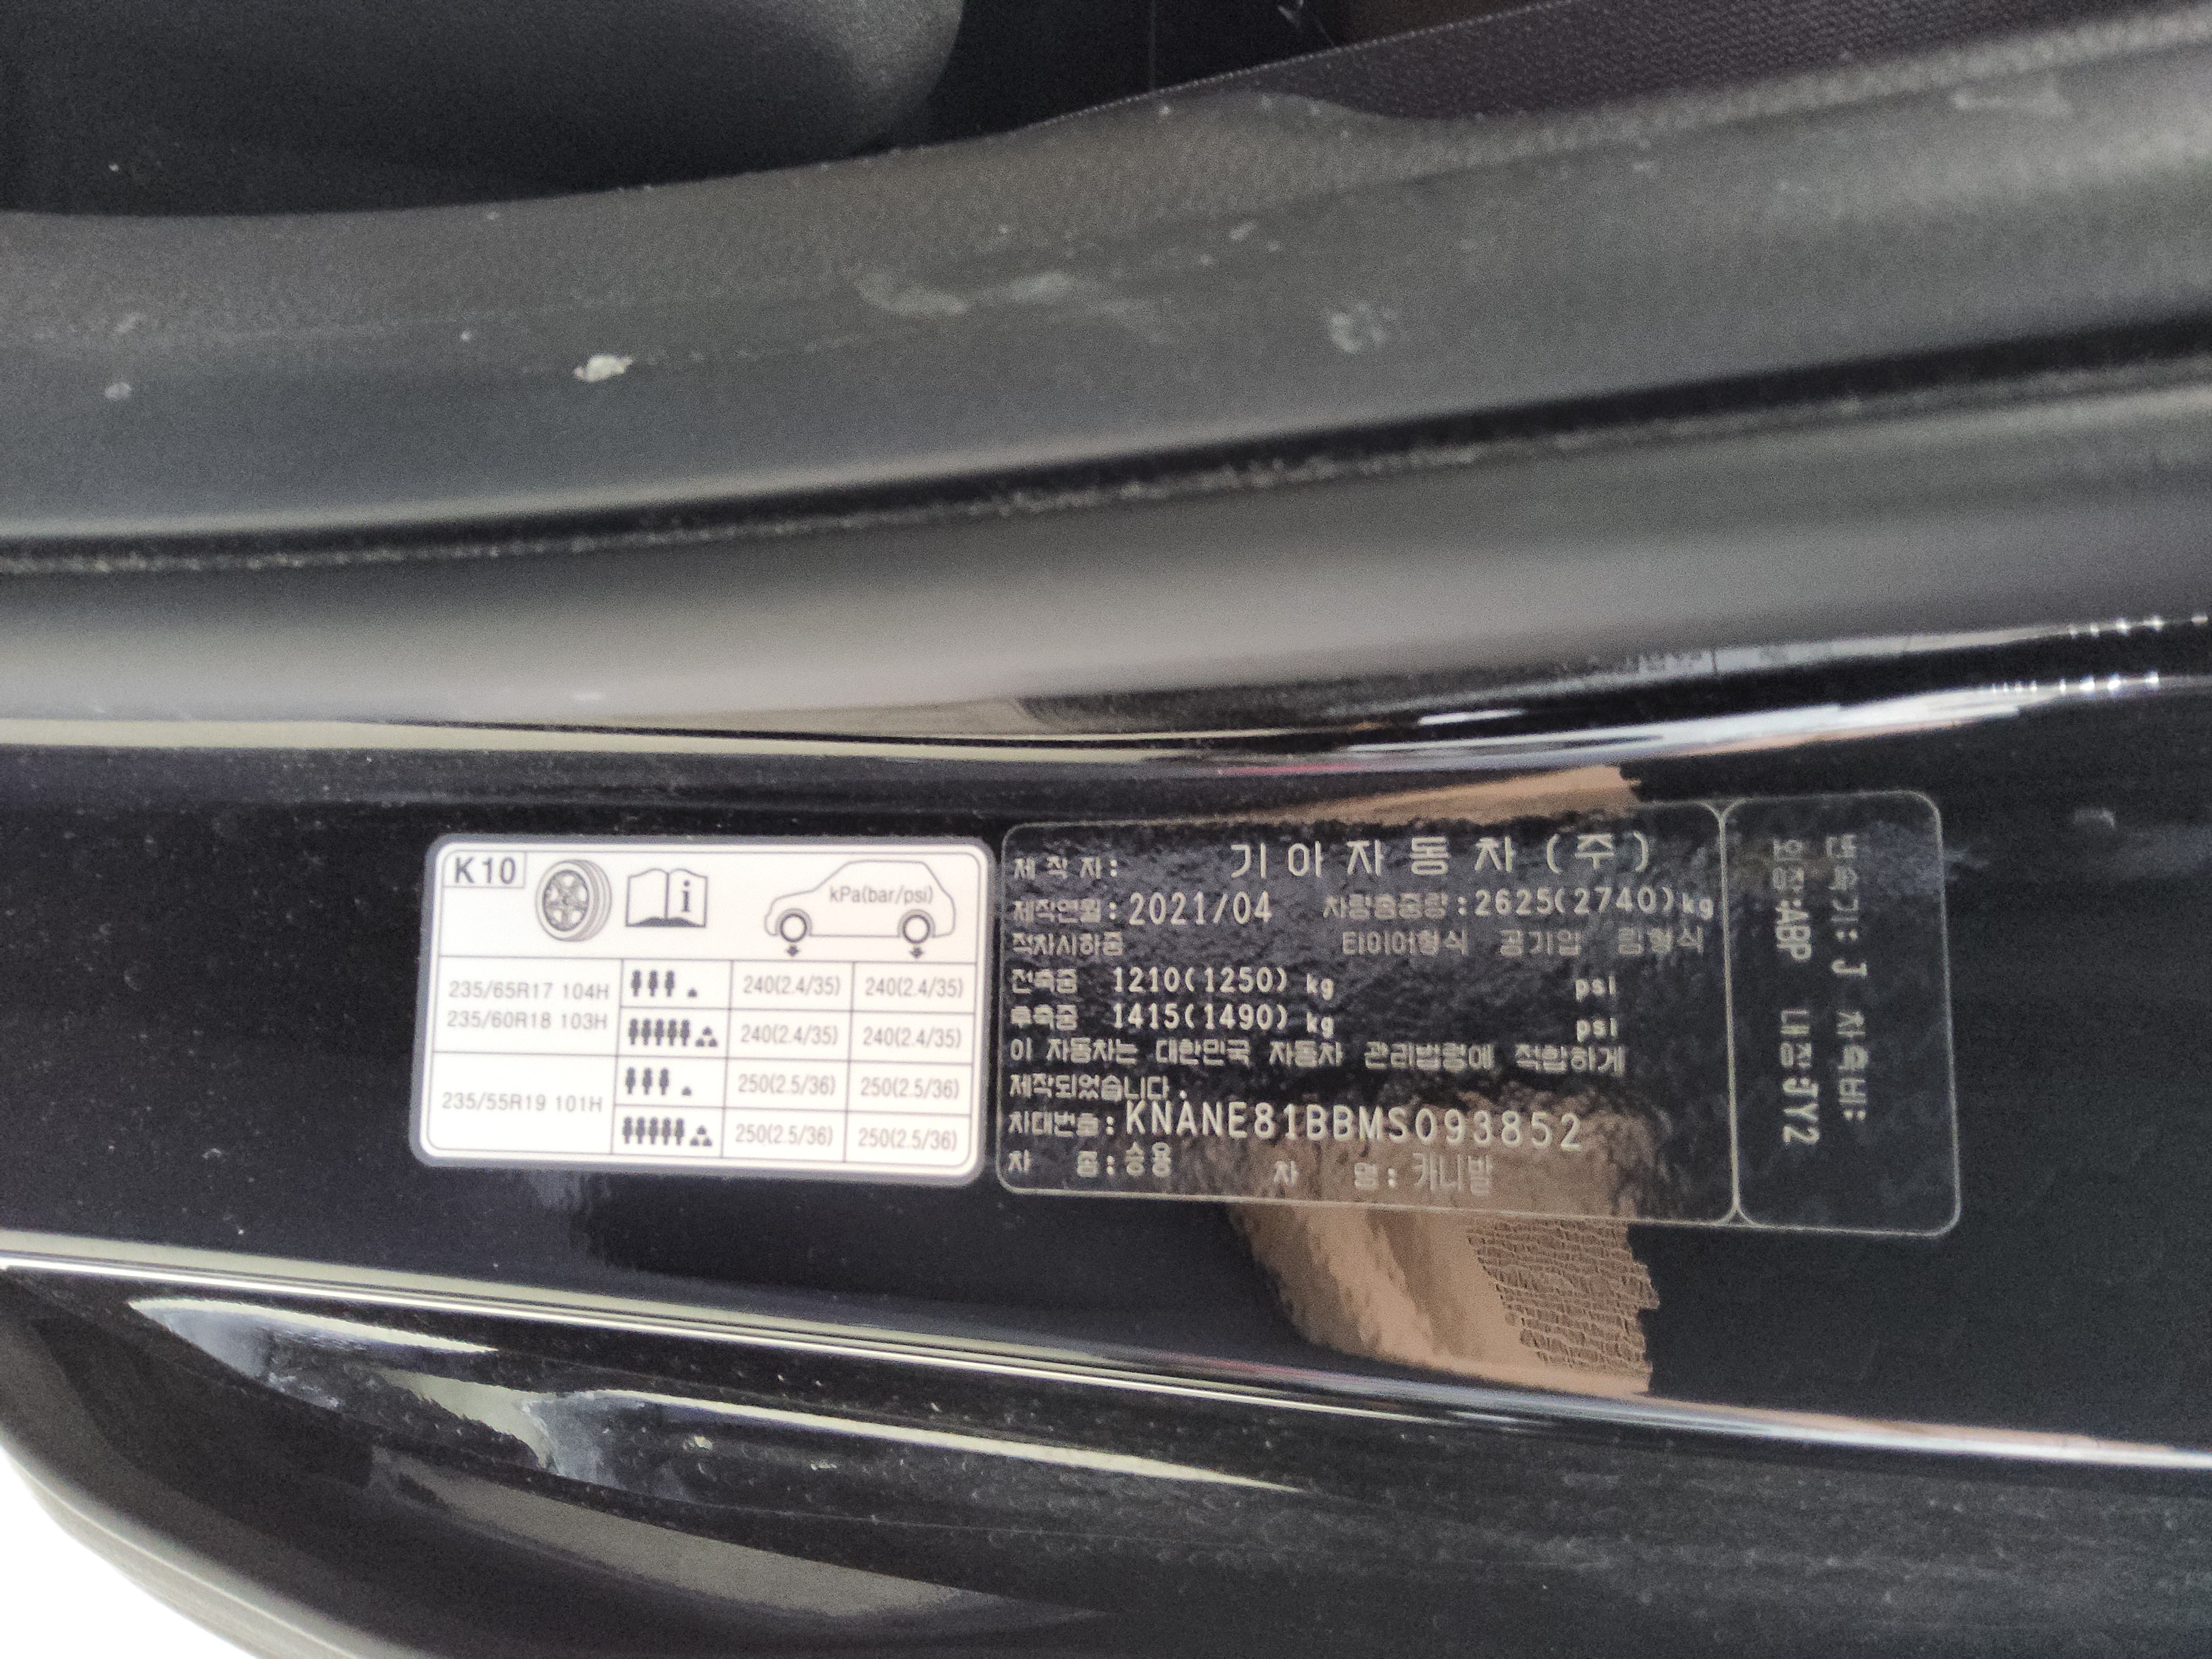 K10
kPa(bar/psi)
235/65R17 104H
235/60R18 103H
240(2.4/35) 240(2.4/35)
240(2.4/35) 240(2.4/35)
235/55R19 101H
250(2.5/36) 250(2.5/36)
250(2.5/36) 250(2.5/36)
제 작 자: 기아자동차(주)
제작연월:2021/04 차량총중량:2625(2740)kg
적차시하중 타이어형식 공기압 림형식
전축중 1210(1250) kg psi
후축중 1415(1490) kg psi
이 자동차는 대한민국 자동차 관리법령에 적합하게
제작되었습니다.
차대번호:KNANE81BBMS093852
차 종:승용 차 명:카니발
변속기: J 차축비:
외장:ABP 내장:JY2